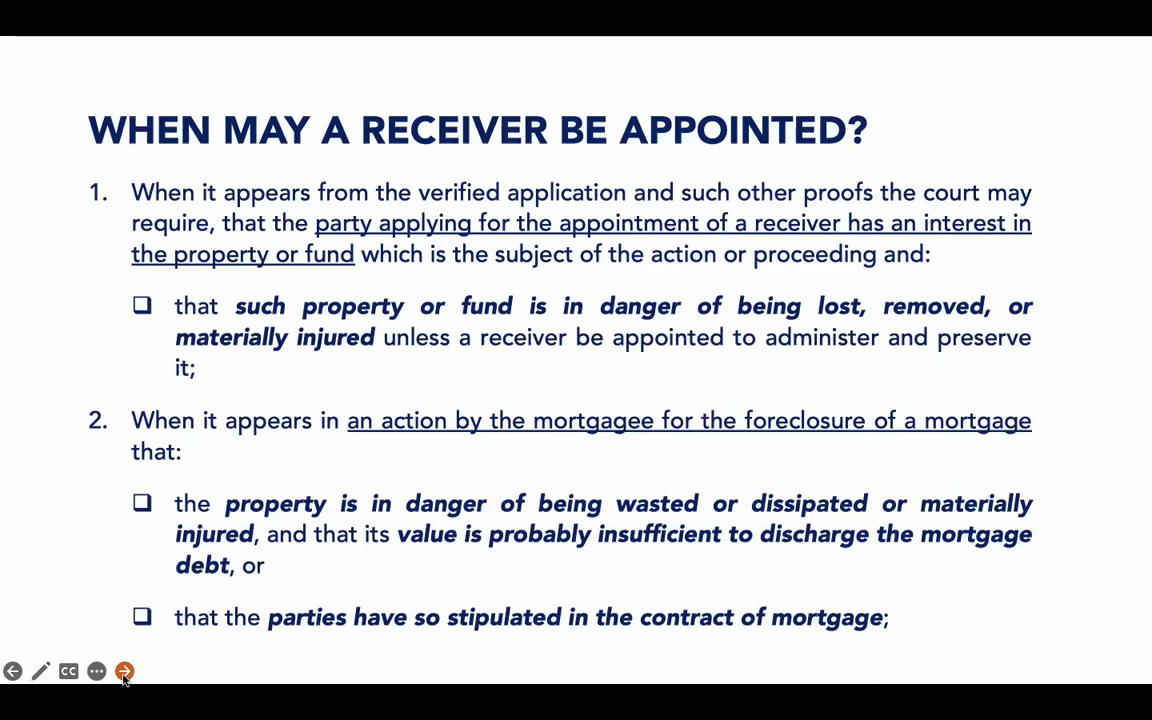 WHEN MAY A RECEIVER BE APPOINTED?
1. When it appears from the verified application and such other proofs the court may
require, that the party applying for the appointment of a receiver has an interest in
the property or fund which is the subject of the action or proceeding and:
❑ that such property or fund is in danger of being lost, removed, or
materially injured unless a receiver be appointed to administer and preserve
it;
2. When it appears in an action by the mortgagee for the foreclosure of a mortgage
that:
❑ the property is in danger of being wasted or dissipated or materially
injured, and that its value is probably insufficient to discharge the mortgage
debt, or
❑ that the parties have so stipulated in the contract of mortgage;
CC